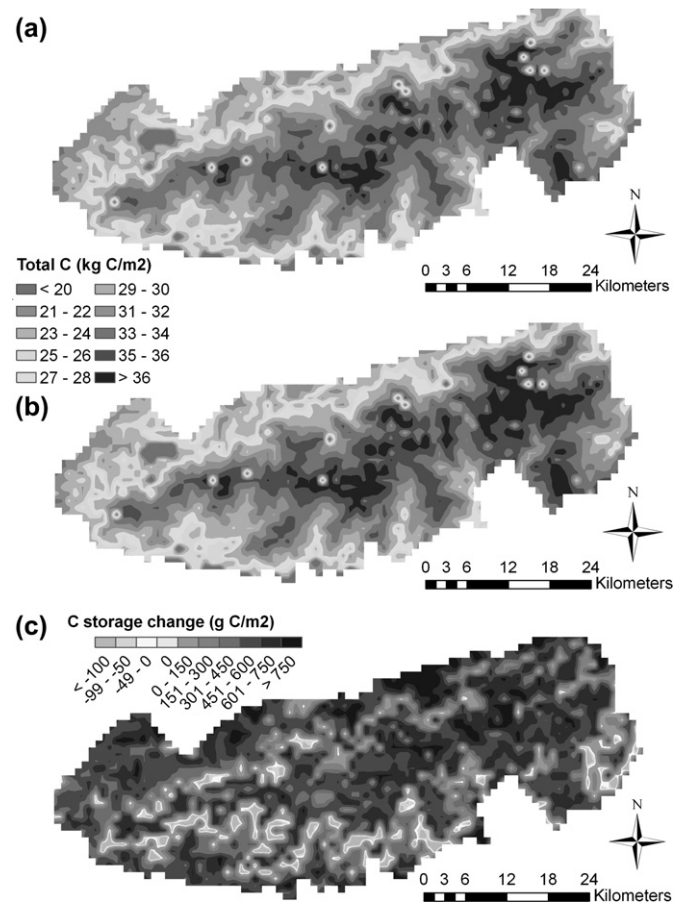 (a)
N
0 3 6 12 18 24
Kilometers
Total C (kg C/m2)
< 20 29 - 30
21 - 22 31 - 32
23 - 24 33 - 34
25 - 26 35 - 36
27 - 28 > 36
(b)
N
0 3 6 12 18 24
Kilometers
(c)
C storage change (g C/m2)
< -100
-99 - -50
-49 - 0
0
0 - 150
151 - 300
301 - 450
451 - 600
601 - 750
> 750
N
0 3 6 12 18 24
Kilometers